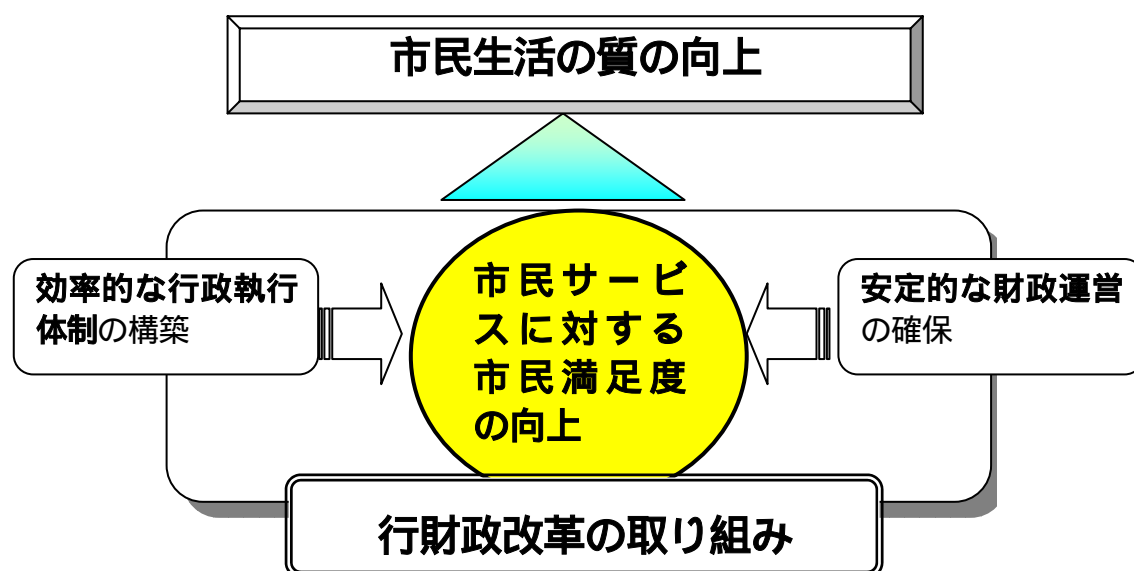 市民生活の質の向上
効率的な行政執行
体制の構築
市民サービ
スに対する
市民満足度
の向上
安定的な財政運営
の確保
行財政改革の取り組み